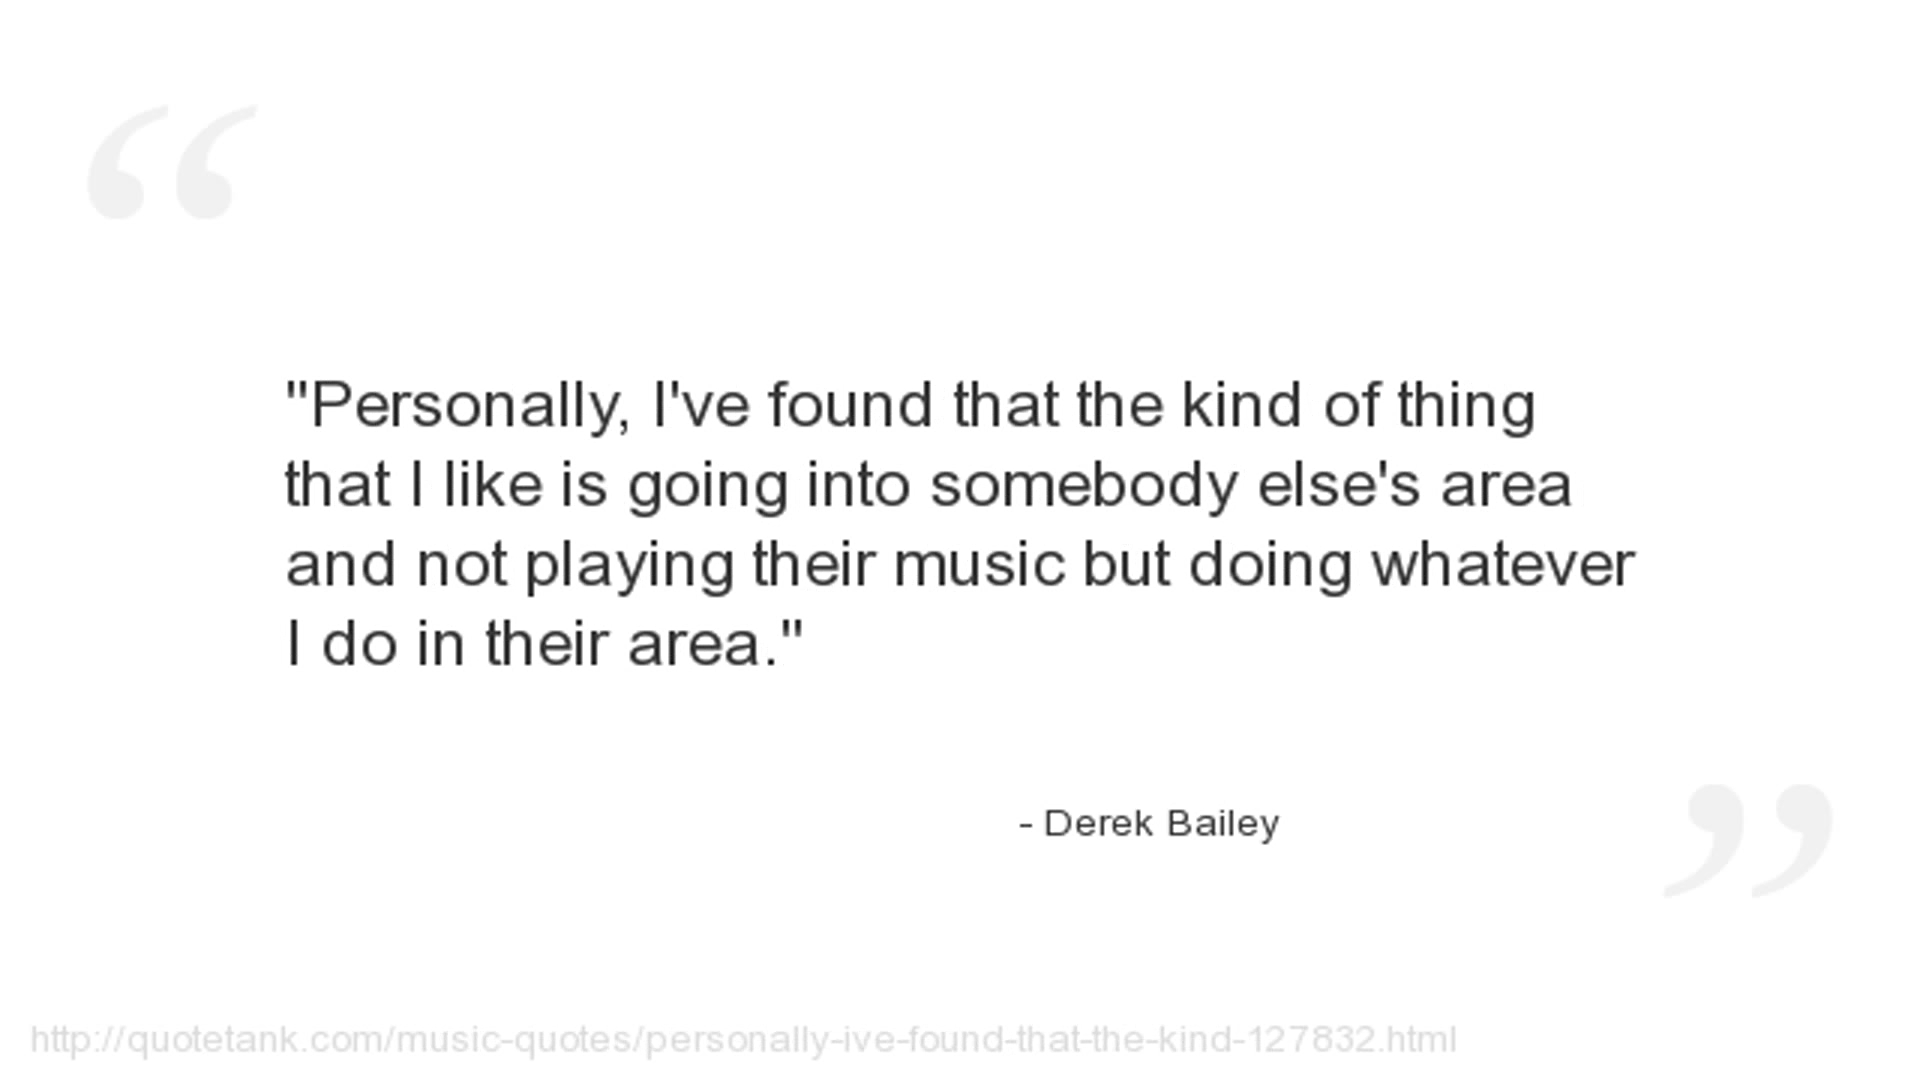 "Personally, I've found that the kind of thing
that I like is going into somebody else's area
and not playing their music but doing whatever
I do in their area."
- Derek Bailey
http://quotetank.com/music-quotes/personally-ive-found-that-the-kind-127832.html